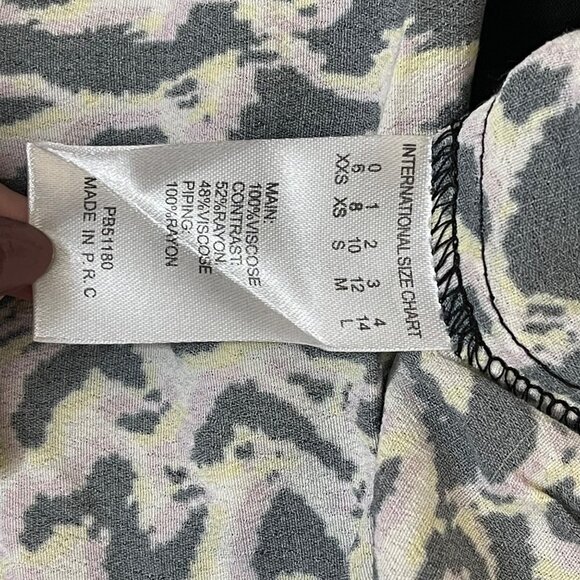 INTERNATIONAL SIZE CHART
0 1 2 3 4
6 8 10 12 14
XXS XS S M L
MAIN:
100%VISCOSE
CONTRAST:
52%RAYON
48%VISCOSE
PIPING:
100%RAYON
PB51180
MADE IN P.R.C